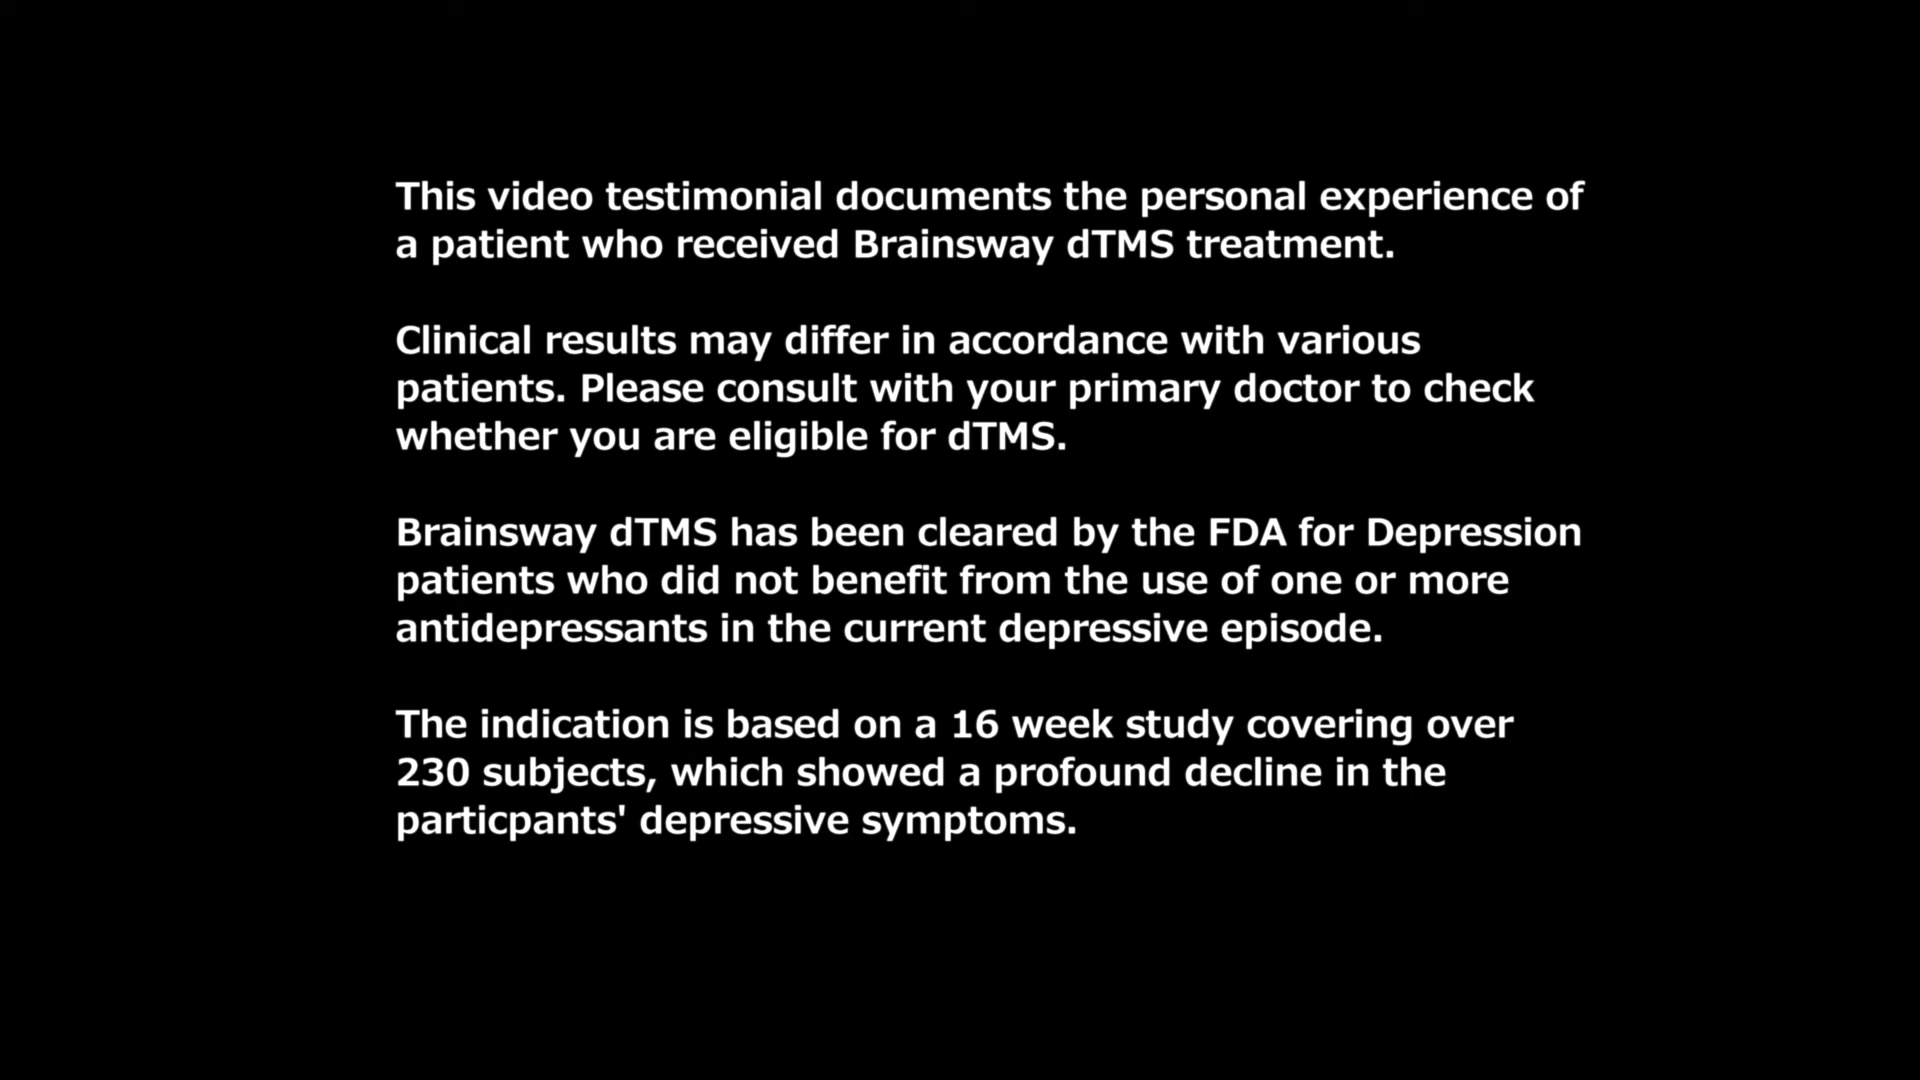 This video testimonial documents the personal experience of
a patient who received Brainsway dTMS treatment.
Clinical results may differ in accordance with various
patients. Please consult with your primary doctor to check
whether you are eligible for dTMS.
Brainsway dTMS has been cleared by the FDA for Depression
patients who did not benefit from the use of one or more
antidepressants in the current depressive episode.
The indication is based on a 16 week study covering over
230 subjects, which showed a profound decline in the
particpants' depressive symptoms.